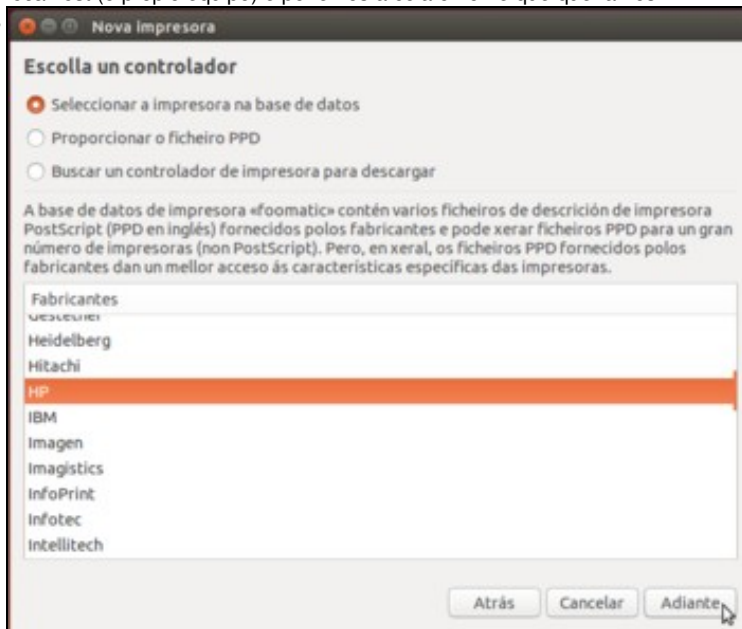 Nova impresora
Escolla un controlador
Seleccionar a impresora na base de datos
Proporcionar o ficheiro PPD
Buscar un controlador de impresora para descargar
A base de datos de impresora «foomatic» contén varios ficheiros de descrición de impresora
PostScript (PPD en inglés) fornecidos polos fabricantes e pode xerar ficheiros PPD para un gran
número de impresoras (non PostScript). Pero, en xeral, os ficheiros PPD fornecidos polos
fabricantes dan un mellor acceso ás características específicas das impresoras.
Fabricantes
Gestetner
Heidelberg
Hitachi
HP
IBM
Imagen
Imagistics
InfoPrint
Infotec
Intellitech
Atrás Cancelar Adiante